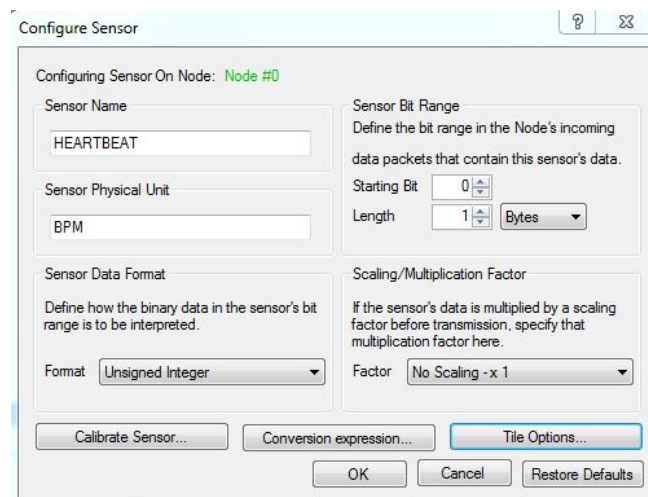 Configure Sensor
Configuring Sensor On Node: Node #0
Sensor Name
HEARTBEAT
Sensor Physical Unit
BPM
Sensor Bit Range
Define the bit range in the Node's incoming
data packets that contain this sensor's data.
Starting Bit 0
Length 1 Bytes
Sensor Data Format
Define how the binary data in the sensor's bit
range is to be interpreted.
Format Unsigned Integer
Scaling/Multiplication Factor
If the sensor's data is multiplied by a scaling
factor before transmission, specify that
multiplication factor here.
Factor No Scaling - x 1
Calibrate Sensor... Conversion expression... Tile Options...
OK Cancel Restore Defaults